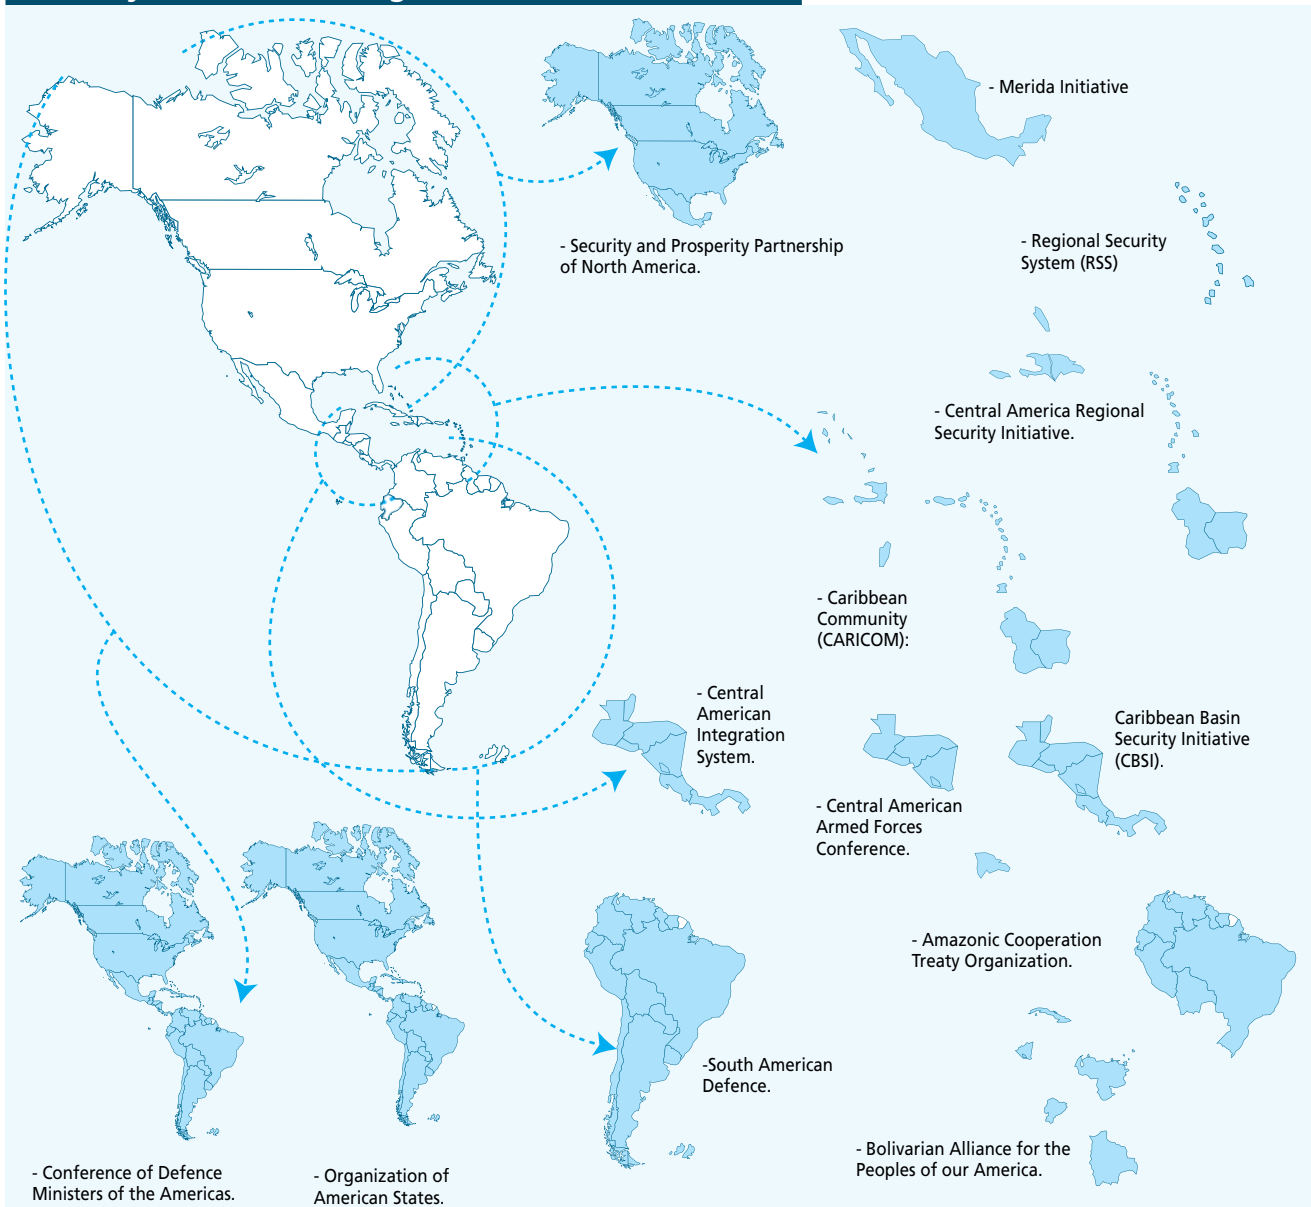 - Merida Initiative
- Security and Prosperity Partnership
of North America.
- Regional Security
System (RSS)
- Central America Regional
Security Initiative.
- Caribbean
Community
(CARICOM):
- Central
American
Integration
System.
- Central American
Armed Forces
Conference.
Caribbean Basin
Security Initiative
(CBSI).
- Amazonic Cooperation
Treaty Organization.
-South American
Defence.
- Bolivarian Alliance for the
Peoples of our America.
- Conference of Defence
Ministers of the Americas.
- Organization of
American States.